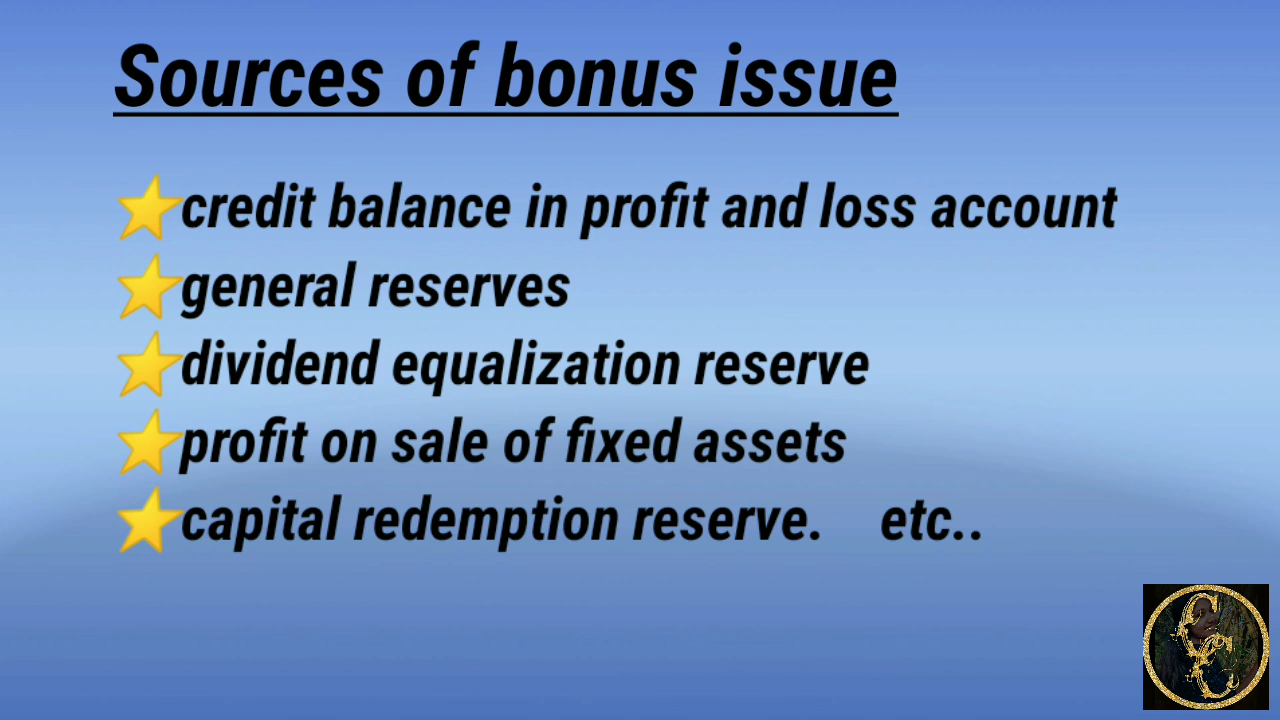 Sources of bonus issue
⭐credit balance in profit and loss account
⭐general reserves
⭐dividend equalization reserve
⭐profit on sale of fixed assets
⭐capital redemption reserve. etc..